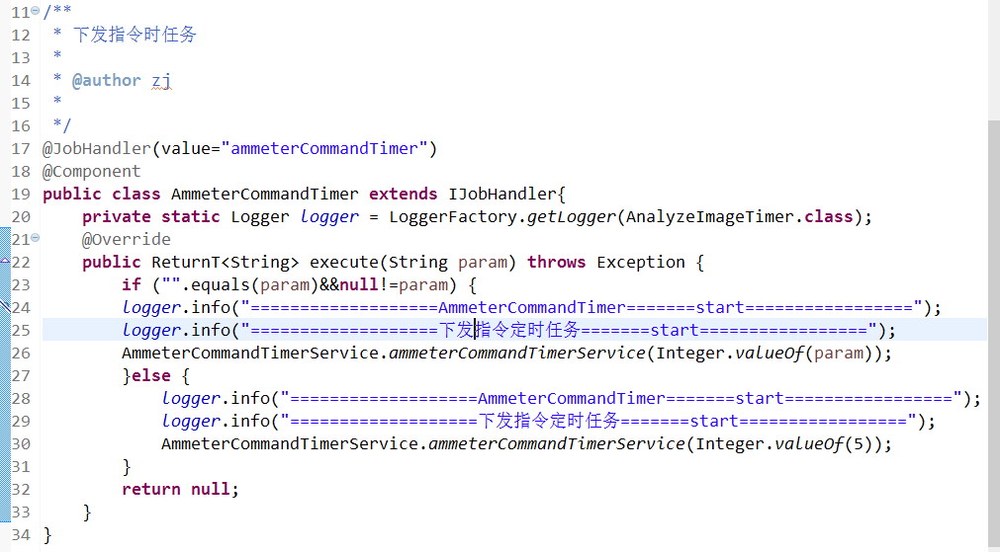 11 /**
12  * 下发指令时任务
13  *
14  * @author zj
15  *
16  */
17 @JobHandler(value="ammeterCommandTimer")
18 @Component
19 public class AmmeterCommandTimer extends IJobHandler{
20     private static Logger logger = LoggerFactory.getLogger(AnalyzeImageTimer.class);
21     @Override
22     public ReturnT<String> execute(String param) throws Exception {
23         if ("".equals(param)&&null!=param) {
24         logger.info("===================AmmeterCommandTimer=======start=================");
25         logger.info("===================下发指令定时任务=======start=================");
26         AmmeterCommandTimerService.ammeterCommandTimerService(Integer.valueOf(param));
27         }else {
28             logger.info("===================AmmeterCommandTimer=======start=================");
29             logger.info("===================下发指令定时任务=======start=================");
30             AmmeterCommandTimerService.ammeterCommandTimerService(Integer.valueOf(5));
31         }
32         return null;
33     }
34 }